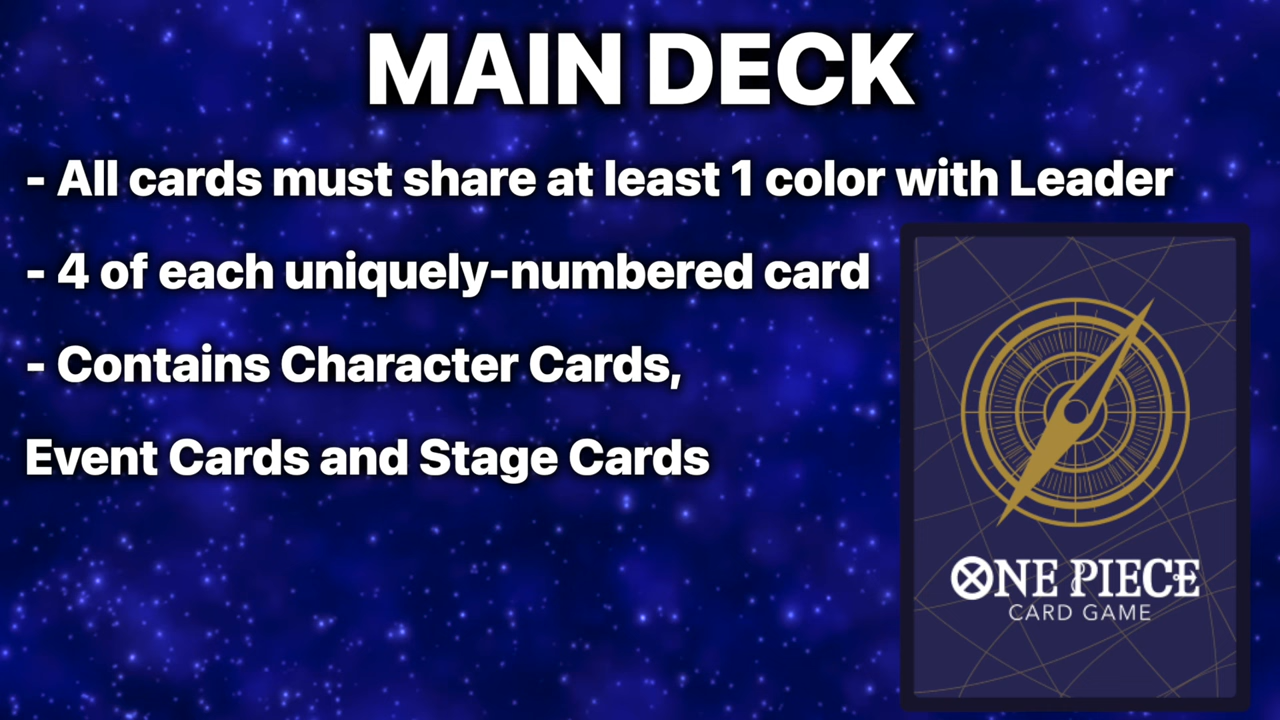 MAIN DECK
- All cards must share at least 1 color with Leader
- 4 of each uniquely-numbered card
- Contains Character Cards,
Event Cards and Stage Cards
ONE PIECE
CARD GAME